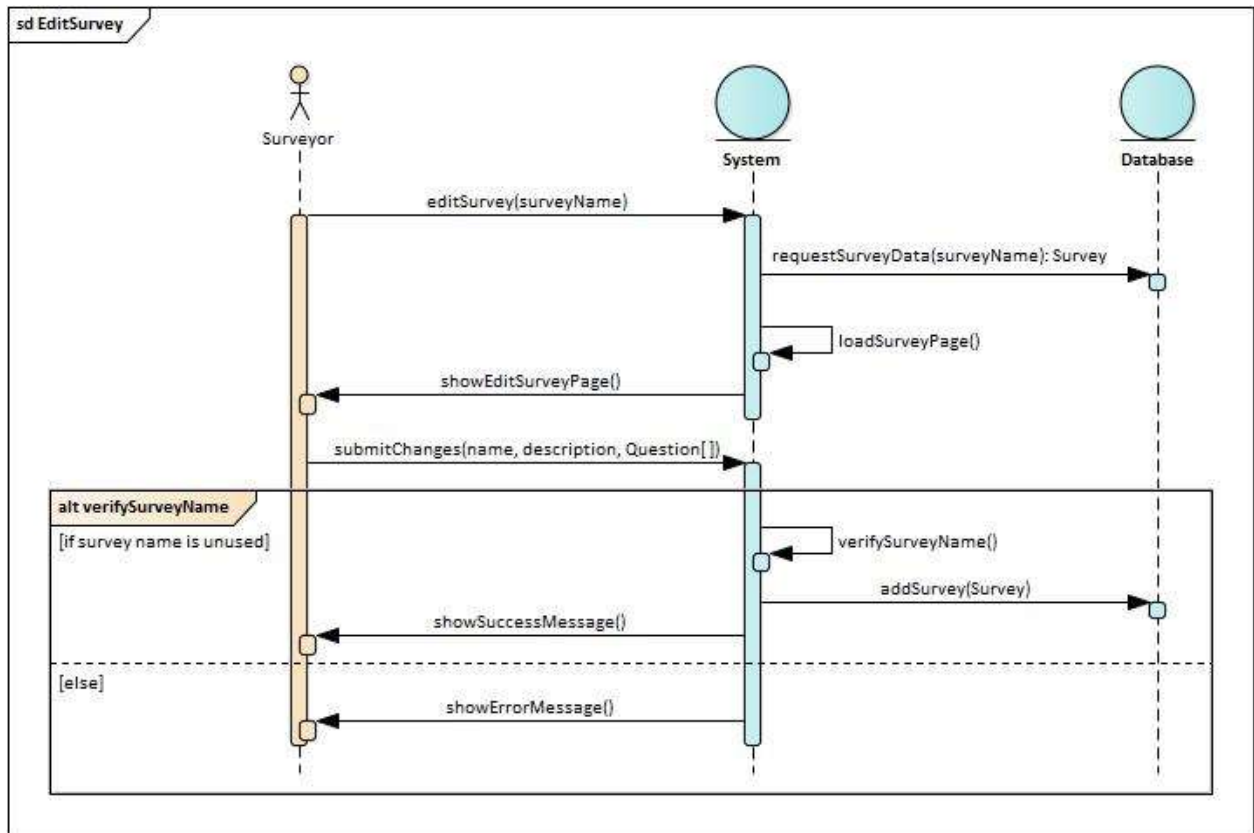 sd EditSurvey
Surveyor
System
Database
editSurvey(surveyName)
requestSurveyData(surveyName): Survey
loadSurveyPage()
showEditSurveyPage()
submitChanges(name, description, Question[ ])
alt verifySurveyName
[if survey name is unused]
verifySurveyName()
addSurvey(Survey)
showSuccessMessage()
[else]
showErrorMessage()